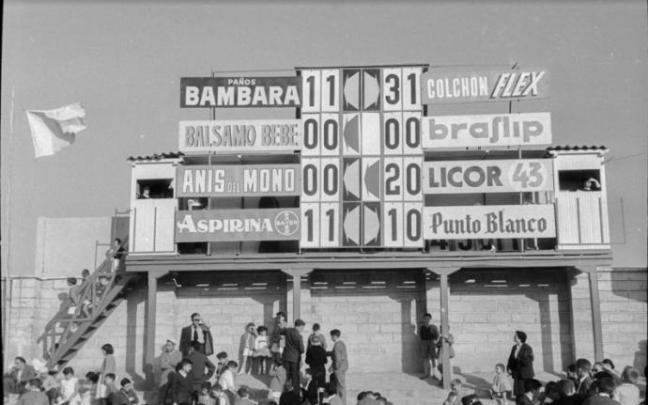 PAÑOS
BAMBARA 11 31 COLCHON FLEX
BALSAMO BEBE 00 00 braslip
ANIS DEL MONO 00 20 LICOR 43
ASPIRINA BAYER 11 10 Punto Blanco